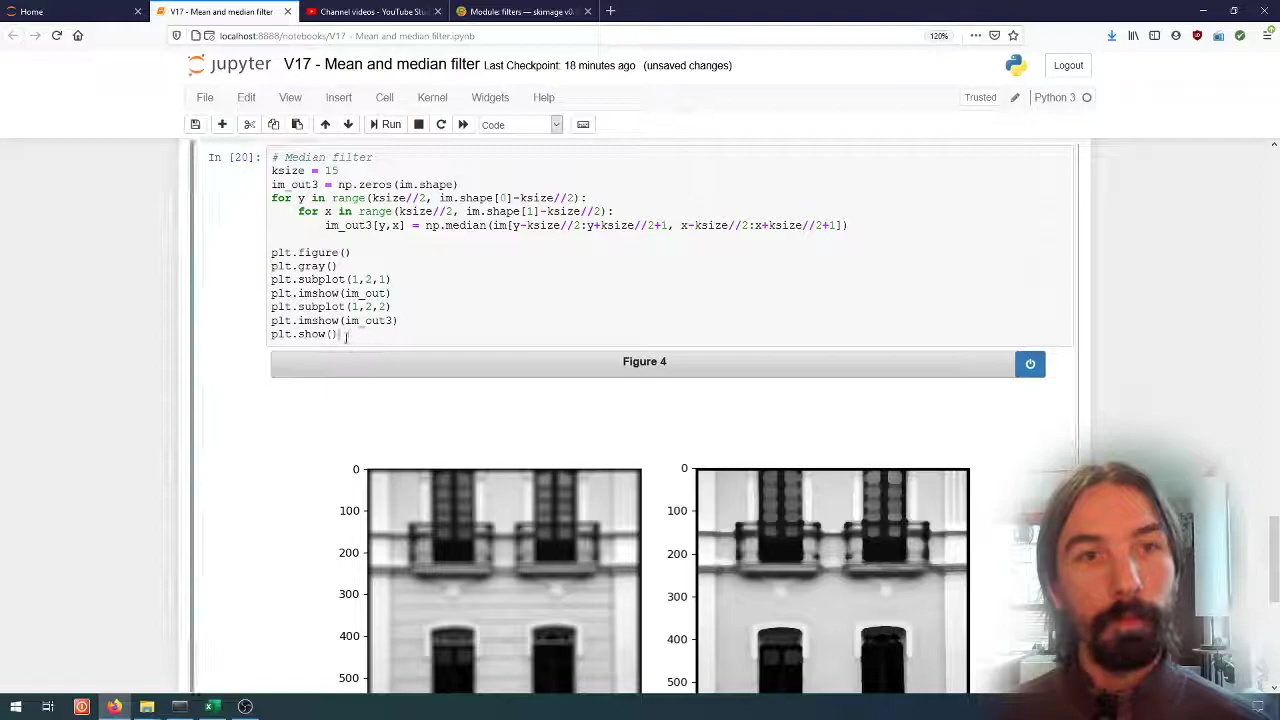 Home
V17 - Mean and median filter
Channel videos - YouTube Stud
Module: filters — skimage v0.
localhost:8888/notebooks/V17 - Mean and median filter.ipynb
120%
jupyter
V17 - Mean and median filter Last Checkpoint: 18 minutes ago (unsaved changes)
Logout
File Edit View Insert Cell Kernel Widgets Help
Trusted
Python 3
Run
Code
In [20]:
# Median filter
ksize = 15
im_out3 = np.zeros(im.shape)
for y in range(ksize//2, im.shape[0]-ksize//2):
for x in range(ksize//2, im.shape[1]-ksize//2):
im_out3[y,x] = np.median(im[y-ksize//2:y+ksize//2+1, x-ksize//2:x+ksize//2+1])
plt.figure()
plt.gray()
plt.subplot(1,2,1)
plt.imshow(im_out)
plt.subplot(1,2,2)
plt.imshow(im_out3)
plt.show()
Figure 4
0
100
200
300
400
500
0
100
200
300
400
500